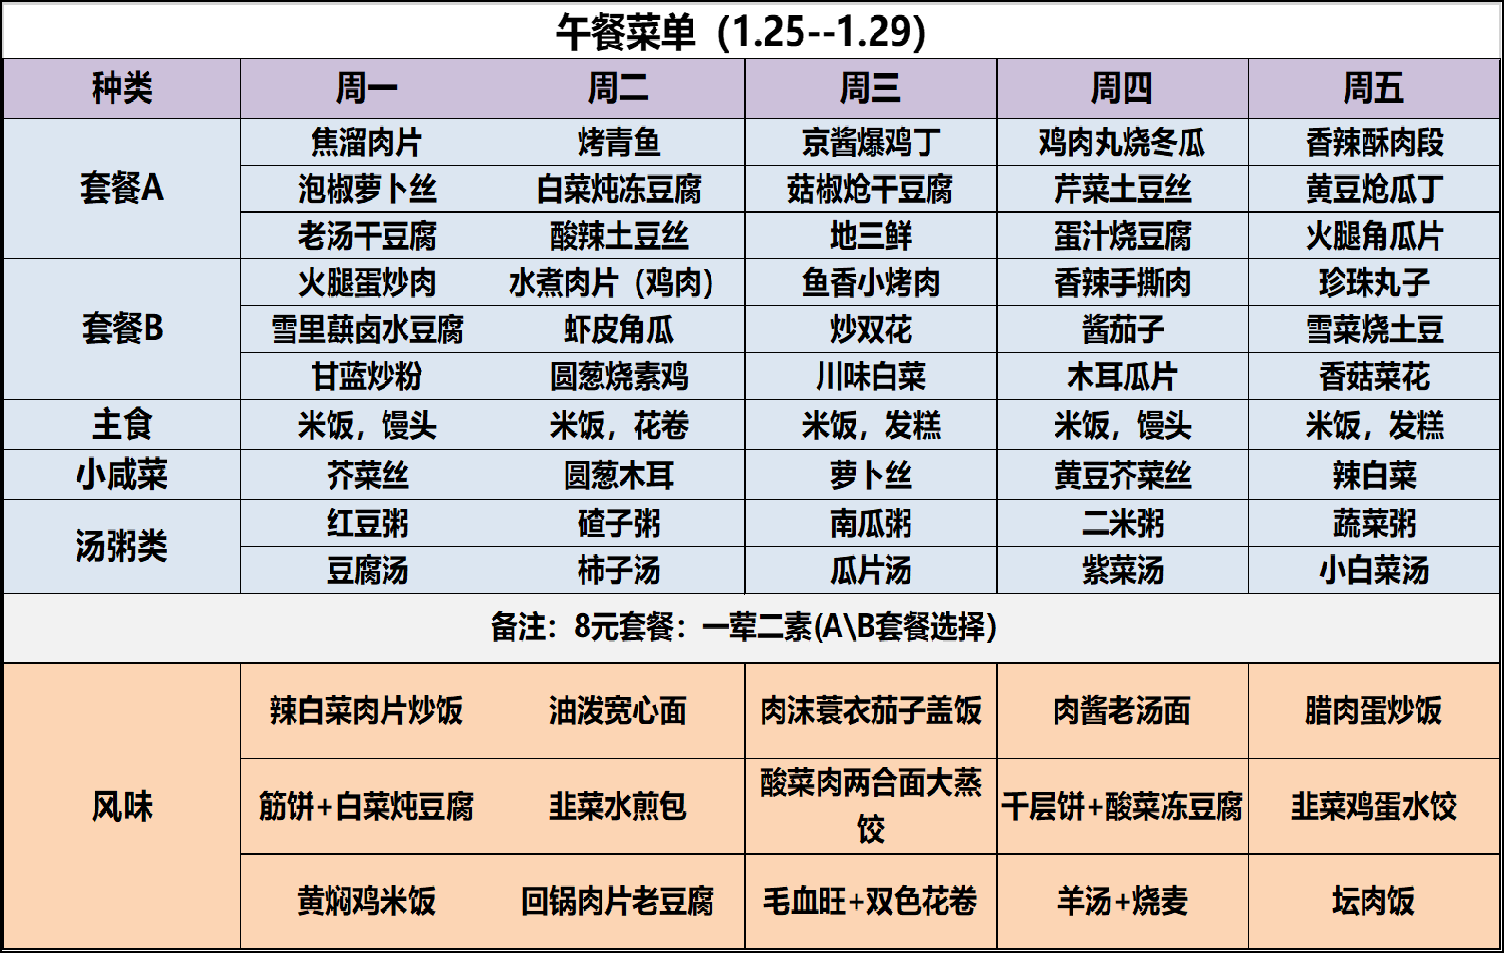 午餐菜单（1.25--1.29）
种类 周一 周二 周三 周四 周五
套餐A
焦溜肉片 烤青鱼 京酱爆鸡丁 鸡肉丸烧冬瓜 香辣酥肉段
泡椒萝卜丝 白菜炖冻豆腐 菇椒炝干豆腐 芹菜土豆丝 黄豆炝瓜丁
老汤干豆腐 酸辣土豆丝 地三鲜 蛋汁烧豆腐 火腿角瓜片
套餐B
火腿蛋炒肉 水煮肉片（鸡肉） 鱼香小烤肉 香辣手撕肉 珍珠丸子
雪里蕻卤水豆腐 虾皮角瓜 炒双花 酱茄子 雪菜烧土豆
甘蓝炒粉 圆葱烧素鸡 川味白菜 木耳瓜片 香菇菜花
主食 米饭，馒头 米饭，花卷 米饭，发糕 米饭，馒头 米饭，发糕
小咸菜 芥菜丝 圆葱木耳 萝卜丝 黄豆芥菜丝 辣白菜
汤粥类
红豆粥 碴子粥 南瓜粥 二米粥 蔬菜粥
豆腐汤 柿子汤 瓜片汤 紫菜汤 小白菜汤
备注：8元套餐：一荤二素(A\B套餐选择)
风味
辣白菜肉片炒饭 油泼宽心面 肉沫蓑衣茄子盖饭 肉酱老汤面 腊肉蛋炒饭
筋饼+白菜炖豆腐 韭菜水煎包 酸菜肉两合面大蒸饺 千层饼+酸菜冻豆腐 韭菜鸡蛋水饺
黄焖鸡米饭 回锅肉片老豆腐 毛血旺+双色花卷 羊汤+烧麦 坛肉饭